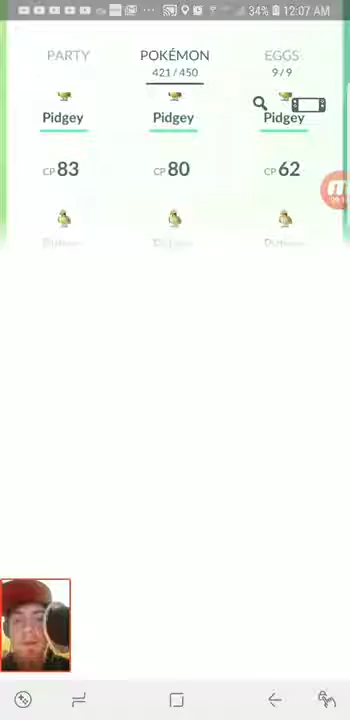 34% 12:07 AM
PARTY POKÉMON EGGS
421 / 450 9 / 9
Pidgey Pidgey Pidgey
CP 83 CP 80 CP 62